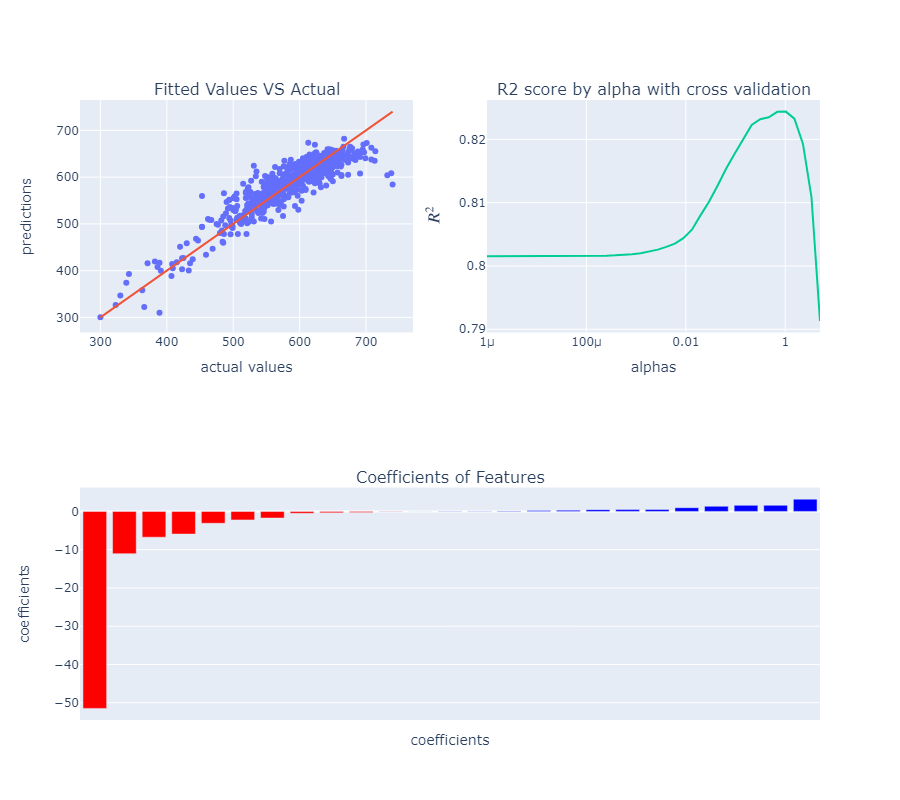 Fitted Values VS Actual
700
600
500
400
300
predictions
300 400 500 600 700
actual values
R2 score by alpha with cross validation
0.82
0.81
0.8
0.79
R²
1μ 100μ 0.01 1
alphas
Coefficients of Features
0
−10
−20
−30
−40
−50
coefficients
coefficients